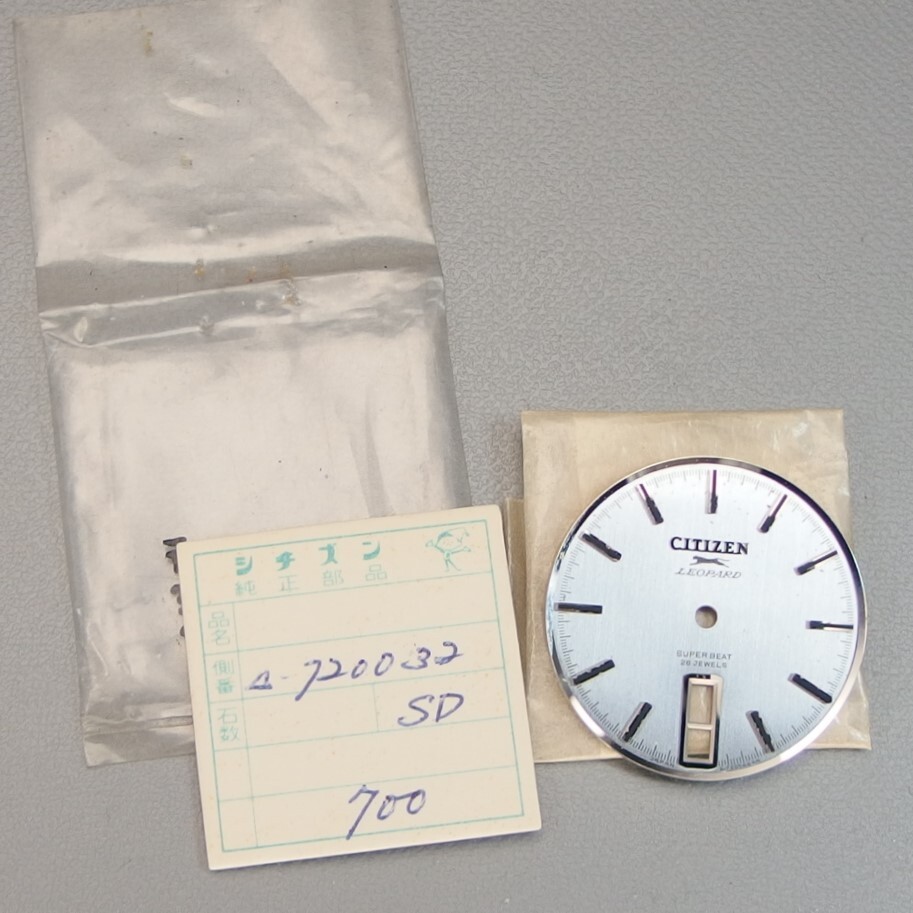 シチズン
純正部品
品名
側番 4-720032
石数 SD
700
CITIZEN
LEOPARD
SUPER BEAT
28 JEWELS